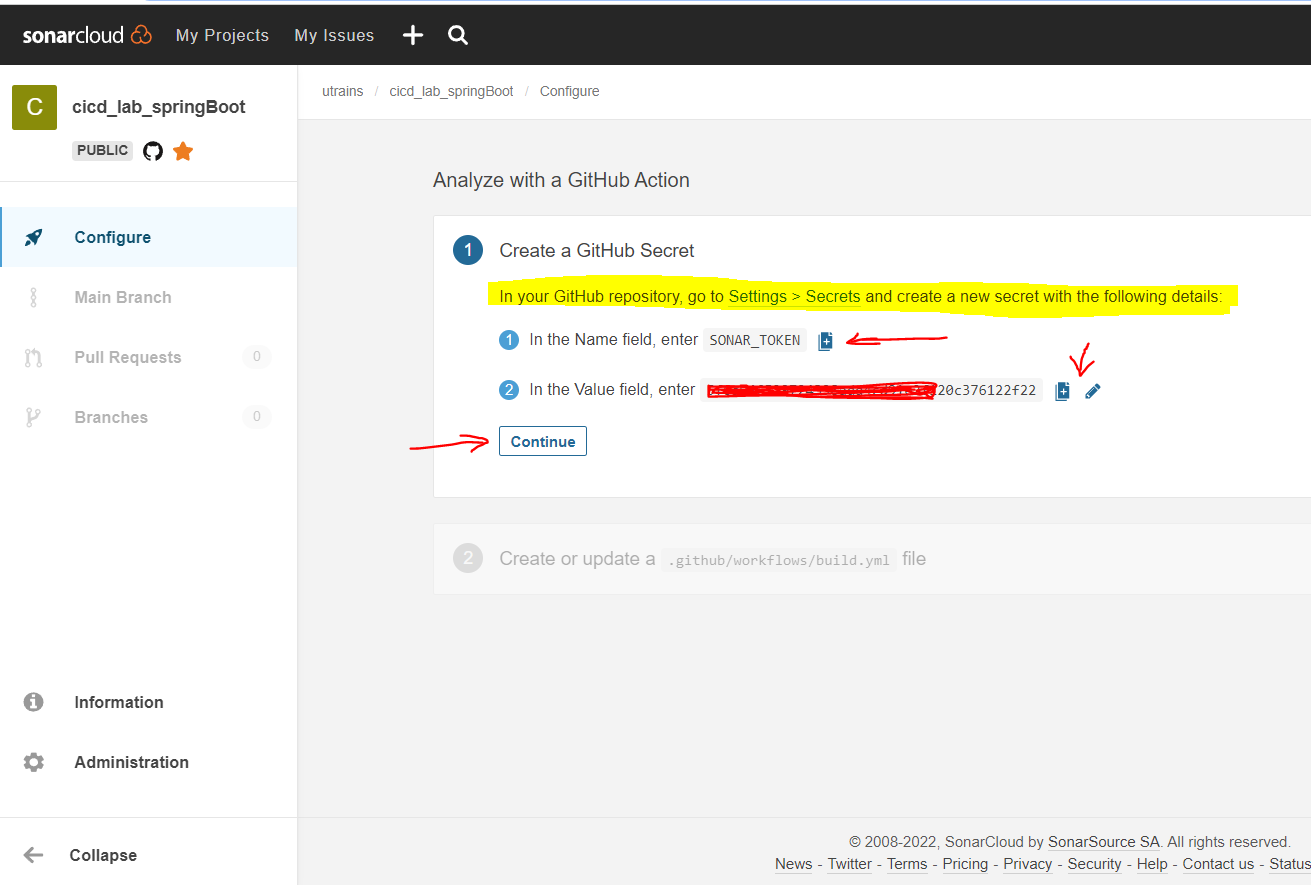 sonarcloud My Projects My Issues
C cicd_lab_springBoot
PUBLIC
utrains / cicd_lab_springBoot / Configure
Configure
Main Branch
Pull Requests 0
Branches 0
Information
Administration
Collapse
Analyze with a GitHub Action
1 Create a GitHub Secret
In your GitHub repository, go to Settings > Secrets and create a new secret with the following details:
1 In the Name field, enter SONAR_TOKEN
2 In the Value field, enter 20c376122f22
Continue
2 Create or update a .github/workflows/build.yml file
© 2008-2022, SonarCloud by SonarSource SA. All rights reserved.
News - Twitter - Terms - Pricing - Privacy - Security - Help - Contact us - Status